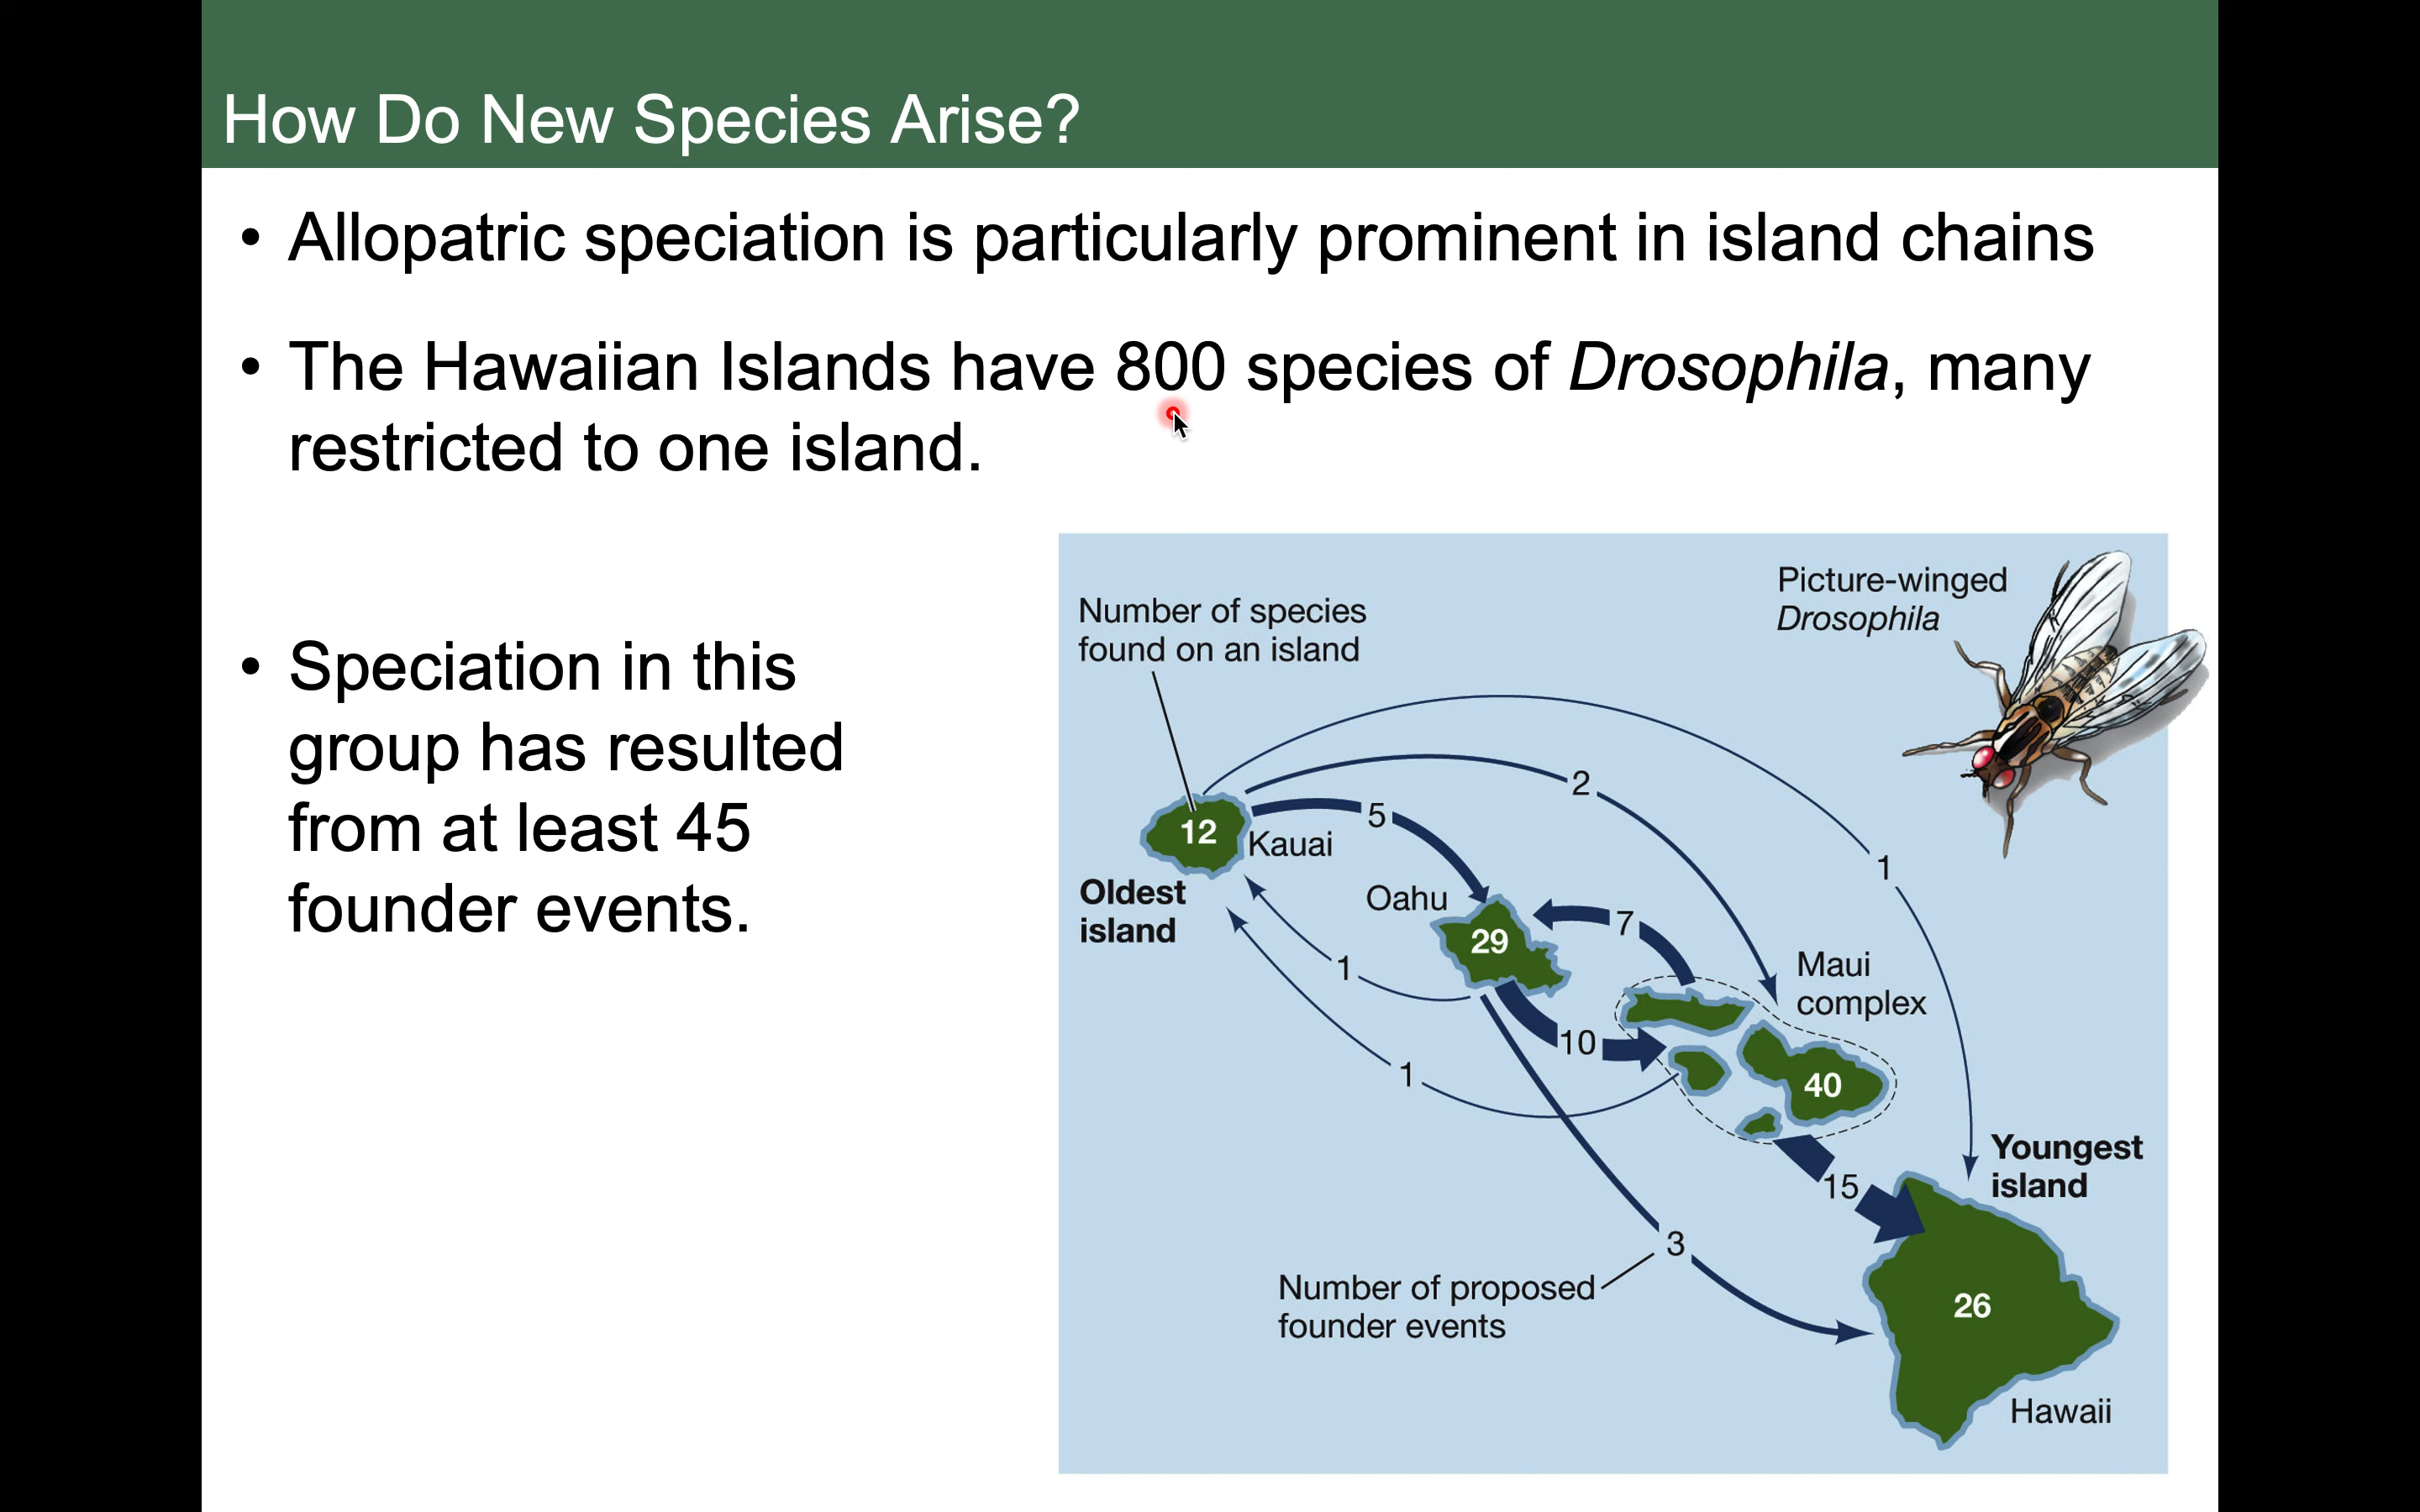 How Do New Species Arise?
• Allopatric speciation is particularly prominent in island chains
• The Hawaiian Islands have 800 species of Drosophila, many
restricted to one island.
• Speciation in this
group has resulted
from at least 45
founder events.
Number of species
found on an island
Picture-winged
Drosophila
2
5
12
Kauai
1
Oldest
island
Oahu
7
29
1
Maui
complex
10
1
40
Youngest
island
15
3
Number of proposed
founder events
26
Hawaii